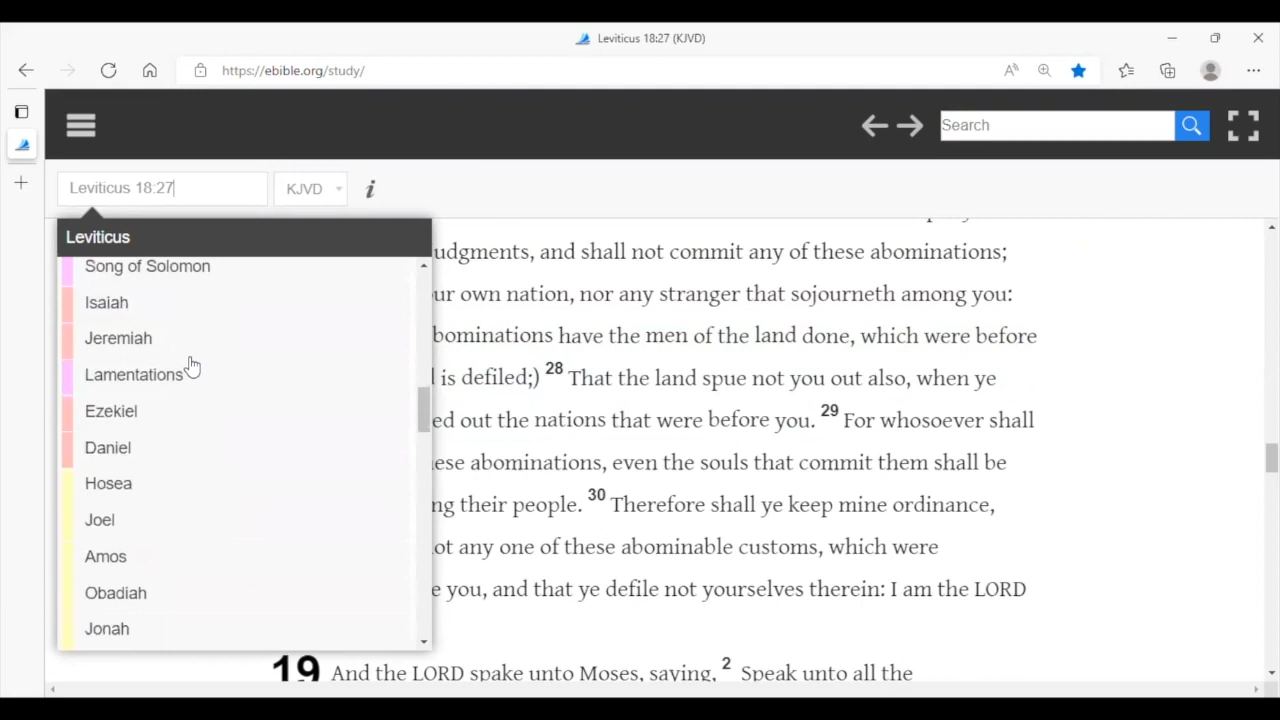 Leviticus 18:27 (KJVD)
https://ebible.org/study/
Search
Leviticus 18:27
KJVD
i
Leviticus
Song of Solomon
Isaiah
Jeremiah
Lamentations
Ezekiel
Daniel
Hosea
Joel
Amos
Obadiah
Jonah
udgments, and shall not commit any of these abominations;
ur own nation, nor any stranger that sojourneth among you:
bominations have the men of the land done, which were before
is defiled;) 28 That the land spue not you out also, when ye
ed out the nations that were before you. 29 For whosoever shall
ese abominations, even the souls that commit them shall be
ng their people. 30 Therefore shall ye keep mine ordinance,
ot any one of these abominable customs, which were
e you, and that ye defile not yourselves therein: I am the LORD
19 And the LORD spake unto Moses, saying, 2 Speak unto all the